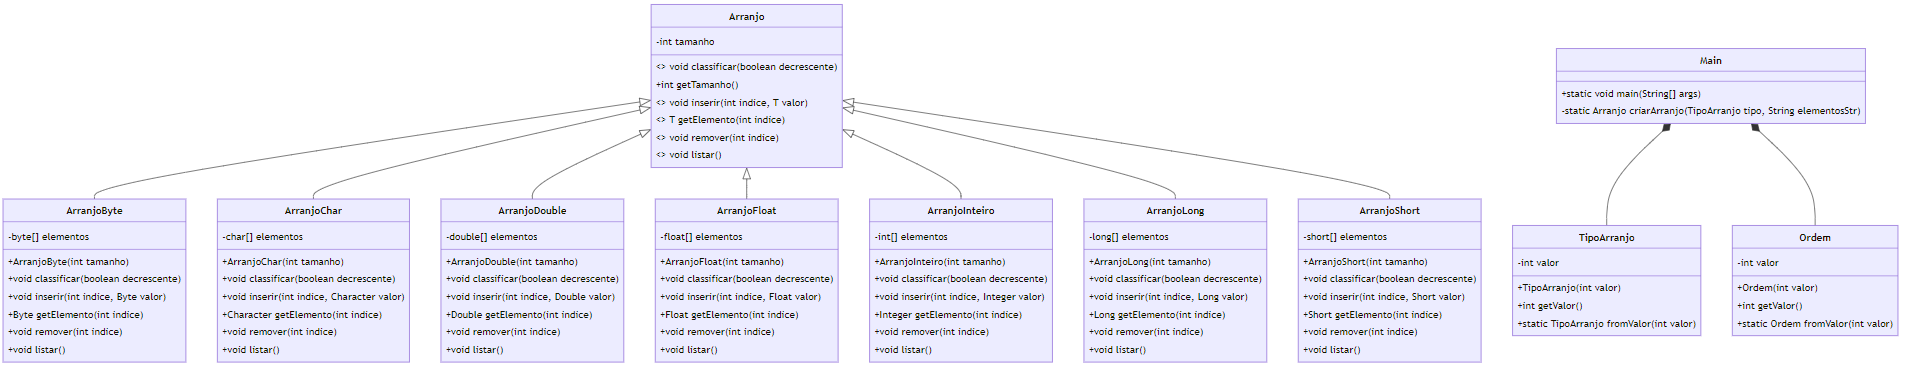 Arranjo
-int tamanho
<> void classificar(boolean decrescente)
+int getTamanho()
<> void inserir(int indice, T valor)
<> T getElemento(int indice)
<> void remover(int indice)
<> void listar()
Main
+static void main(String[] args)
-static Arranjo criarArranjo(TipoArranjo tipo, String elementosStr)
ArranjoByte
-byte[] elementos
+ArranjoByte(int tamanho)
+void classificar(boolean decrescente)
+void inserir(int indice, Byte valor)
+Byte getElemento(int indice)
+void remover(int indice)
+void listar()
ArranjoChar
-char[] elementos
+ArranjoChar(int tamanho)
+void classificar(boolean decrescente)
+void inserir(int indice, Character valor)
+Character getElemento(int indice)
+void remover(int indice)
+void listar()
ArranjoDouble
-double[] elementos
+ArranjoDouble(int tamanho)
+void classificar(boolean decrescente)
+void inserir(int indice, Double valor)
+Double getElemento(int indice)
+void remover(int indice)
+void listar()
ArranjoFloat
-float[] elementos
+ArranjoFloat(int tamanho)
+void classificar(boolean decrescente)
+void inserir(int indice, Float valor)
+Float getElemento(int indice)
+void remover(int indice)
+void listar()
ArranjoInteiro
-int[] elementos
+ArranjoInteiro(int tamanho)
+void classificar(boolean decrescente)
+void inserir(int indice, Integer valor)
+Integer getElemento(int indice)
+void remover(int indice)
+void listar()
ArranjoLong
-long[] elementos
+ArranjoLong(int tamanho)
+void classificar(boolean decrescente)
+void inserir(int indice, Long valor)
+Long getElemento(int indice)
+void remover(int indice)
+void listar()
ArranjoShort
-short[] elementos
+ArranjoShort(int tamanho)
+void classificar(boolean decrescente)
+void inserir(int indice, Short valor)
+Short getElemento(int indice)
+void remover(int indice)
+void listar()
TipoArranjo
-int valor
+TipoArranjo(int valor)
+int getValor()
+static TipoArranjo fromValor(int valor)
Ordem
-int valor
+Ordem(int valor)
+int getValor()
+static Ordem fromValor(int valor)